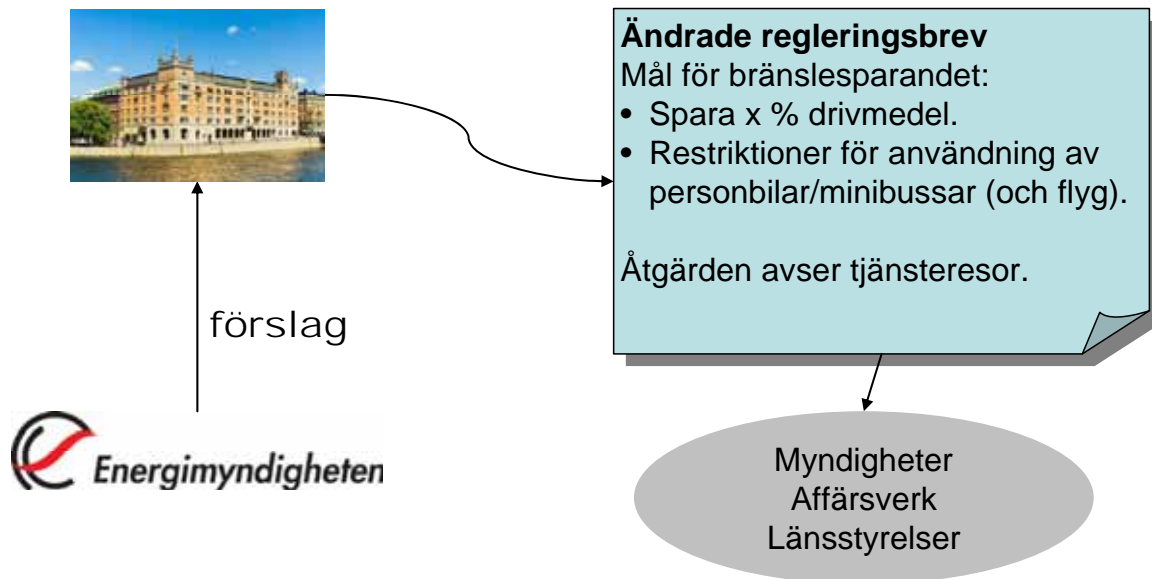 Ändrade regleringsbrev
Mål för bränslesparandet:
• Spara x % drivmedel.
• Restriktioner för användning av
personbilar/minibussar (och flyg).
Åtgärden avser tjänsteresor.
förslag
Energimyndigheten
Myndigheter
Affärsverk
Länsstyrelser